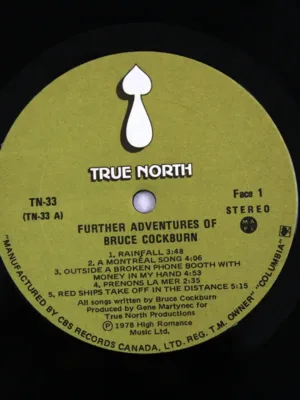 TRUE NORTH
TN-33
(TN-33 A)
Face 1
STEREO
FURTHER ADVENTURES OF
BRUCE COCKBURN
1. RAINFALL 3:48
2. A MONTRÉAL SONG 4:06
3. OUTSIDE A BROKEN PHONE BOOTH WITH
MONEY IN MY HAND 4:53
4. PRENONS LA MER 2:35
5. RED SHIPS TAKE OFF IN THE DISTANCE 5:15
All songs written by Bruce Cockburn
Produced by Gene Martynec for
True North Productions
Ⓟ 1978 High Romance
Music Ltd.
"MANUFACTURED BY CBS RECORDS CANADA, LTD. REG. T.M. OWNER" "COLUMBIA"